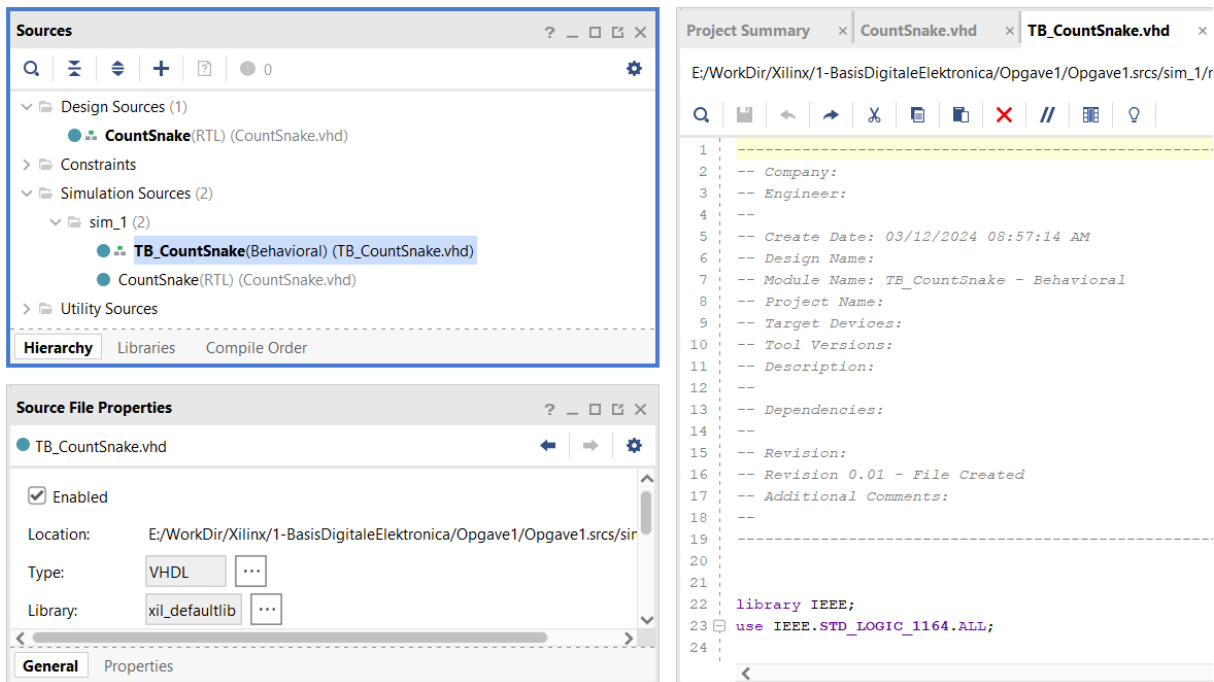 Sources
? _
0
Design Sources (1)
CountSnake(RTL) (CountSnake.vhd)
Constraints
Simulation Sources (2)
sim_1 (2)
TB_CountSnake(Behavioral) (TB_CountSnake.vhd)
CountSnake(RTL) (CountSnake.vhd)
Utility Sources
Hierarchy Libraries Compile Order
Source File Properties
? _
TB_CountSnake.vhd
Enabled
Location: E:/WorkDir/Xilinx/1-BasisDigitaleElektronica/Opgave1/Opgave1.srcs/sir
Type: VHDL ...
Library: xil_defaultlib ...
General Properties
Project Summary × CountSnake.vhd × TB_CountSnake.vhd ×
E:/WorkDir/Xilinx/1-BasisDigitaleElektronica/Opgave1/Opgave1.srcs/sim_1/r
1 ----------------------------------------------------------
2 -- Company:
3 -- Engineer:
4 --
5 -- Create Date: 03/12/2024 08:57:14 AM
6 -- Design Name:
7 -- Module Name: TB_CountSnake - Behavioral
8 -- Project Name:
9 -- Target Devices:
10 -- Tool Versions:
11 -- Description:
12 --
13 -- Dependencies:
14 --
15 -- Revision:
16 -- Revision 0.01 - File Created
17 -- Additional Comments:
18 --
19 ----------------------------------------------------------
20
21
22 library IEEE;
23 use IEEE.STD_LOGIC_1164.ALL;
24